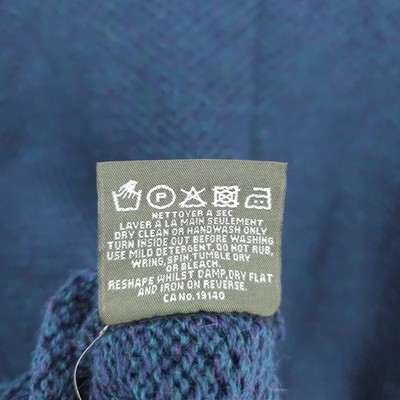 P
NETTOYER A SEC
LAVER A LA MAIN SEULEMENT
DRY CLEAN OR HANDWASH ONLY
TURN INSIDE OUT BEFORE WASHING
USE MILD DETERGENT, DO NOT RUB,
WRING, SPIN, TUMBLE DRY
OR BLEACH.
RESHAPE WHILST DAMP, DRY FLAT
AND IRON ON REVERSE.
CA No. 19140